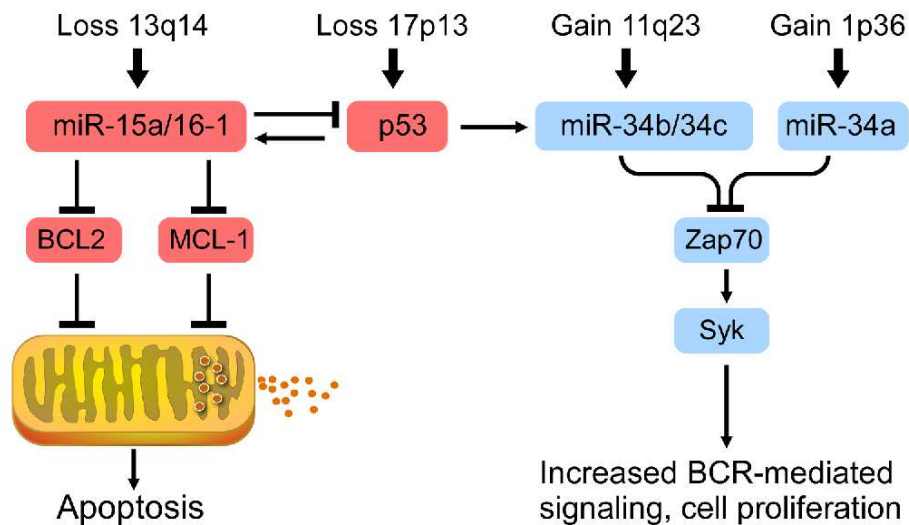 Loss 13q14
Loss 17p13
Gain 11q23
Gain 1p36
miR-15a/16-1
p53
miR-34b/34c
miR-34a
BCL2
MCL-1
Zap70
Syk
Apoptosis
Increased BCR-mediated
signaling, cell proliferation